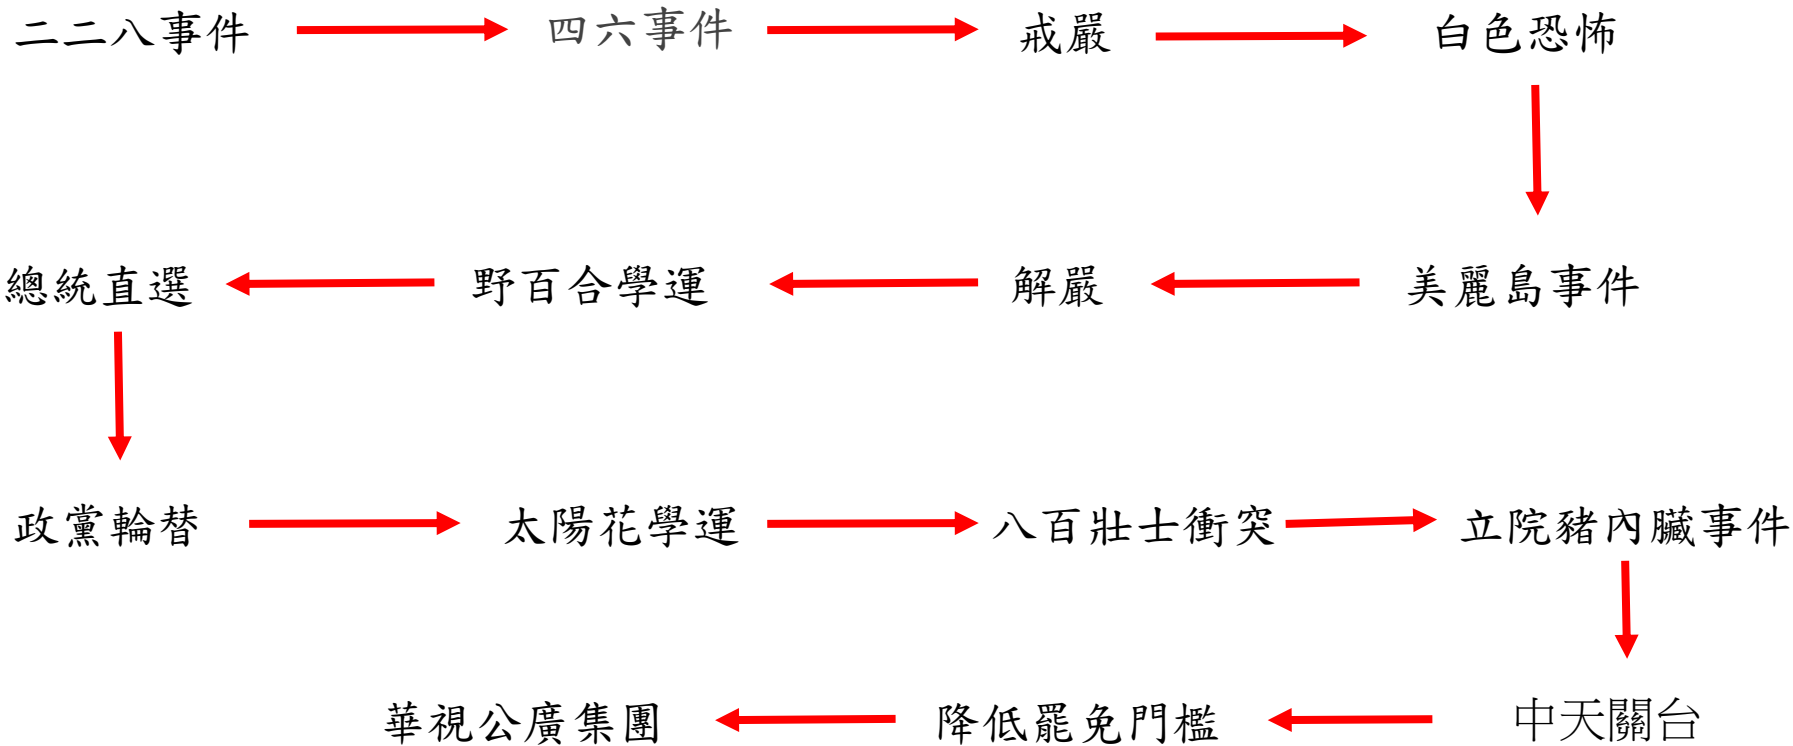 二二八事件
四六事件
戒嚴
白色恐怖
美麗島事件
解嚴
野百合學運
總統直選
政黨輪替
太陽花學運
八百壯士衝突
立院豬內臟事件
中天關台
降低罷免門檻
華視公廣集團